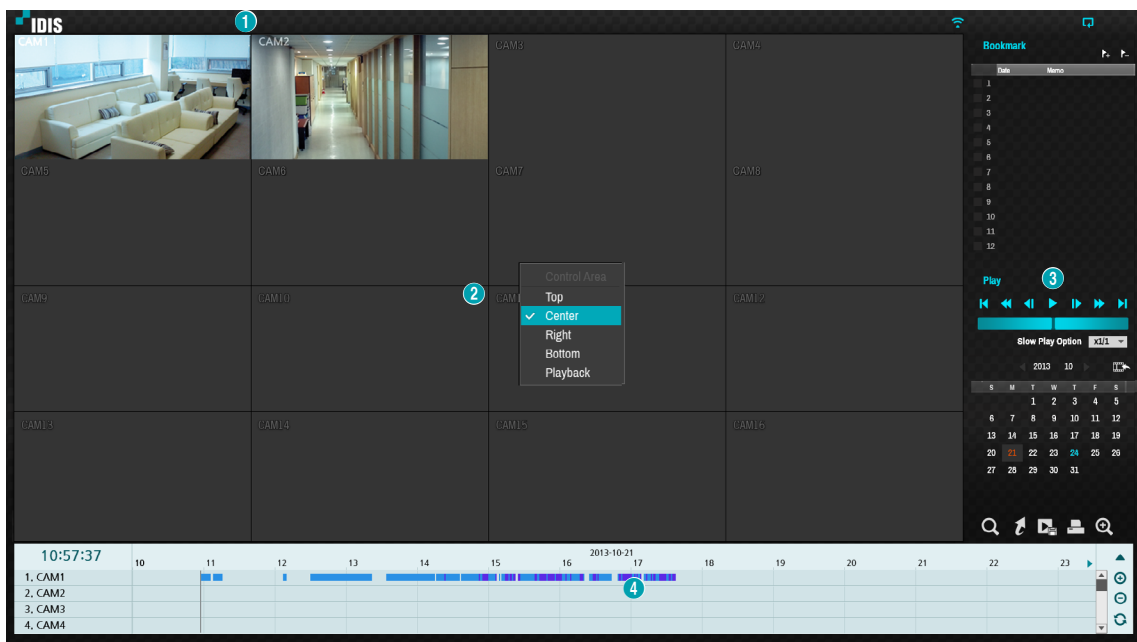 IDIS
1
CAM1
CAM2
CAM3
CAM4
CAM5
CAM6
CAM7
CAM8
CAM9
CAM10
2
CAM1
CAM12
CAM13
CAM14
CAM15
CAM16
Control Area
Top
Center
Right
Bottom
Playback
Bookmark
Date Memo
1
2
3
4
5
6
7
8
9
10
11
12
Play
3
Slow Play Option x1/1
2013 10
S M T W T F S
1 2 3 4 5
6 7 8 9 10 11 12
13 14 15 16 17 18 19
20 21 22 23 24 25 26
27 28 29 30 31
2013-10-21
10:57:37 10 11 12 13 14 15 16 17 18 19 20 21 22 23
1, CAM1
4
2, CAM2
3, CAM3
4, CAM4